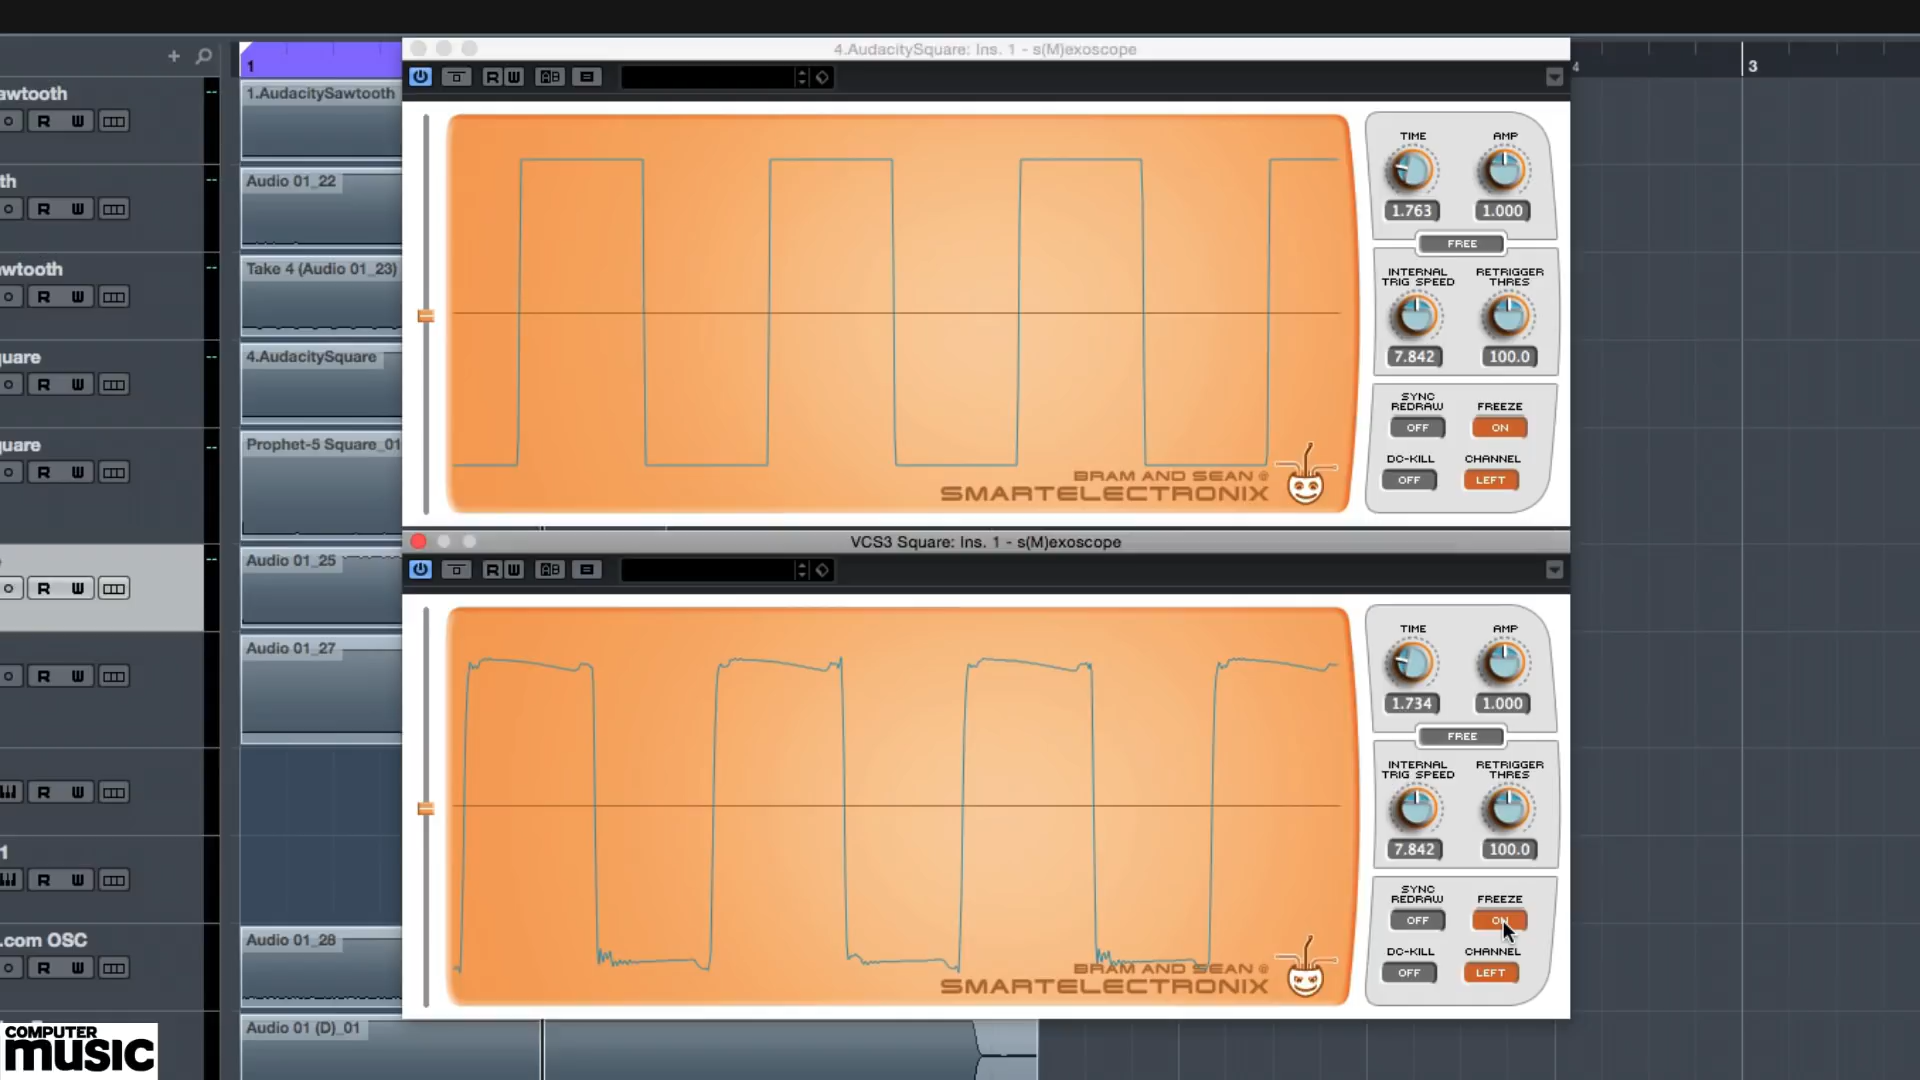 4.AudacitySquare: Ins. 1 - s(M)exoscope
1
4
3
R W
TIME
AMP
1.763
1.000
FREE
INTERNAL
TRIG SPEED
RETRIGGER
THRES
7.842
100.0
SYNC
REDRAW
FREEZE
OFF
ON
DC-KILL
CHANNEL
OFF
LEFT
BRAM AND SEAN @
SMARTELECTRONIX
VCS3 Square: Ins. 1 - s(M)exoscope
R W
TIME
AMP
1.734
1.000
FREE
INTERNAL
TRIG SPEED
RETRIGGER
THRES
7.842
100.0
SYNC
REDRAW
FREEZE
OFF
ON
DC-KILL
CHANNEL
OFF
LEFT
BRAM AND SEAN @
SMARTELECTRONIX
awtooth
R W
1.AudacitySawtooth
th
R W
Audio 01_22
wtooth
R W
Take 4 (Audio 01_23)
quare
R W
4.AudacitySquare
quare
R W
Prophet-5 Square_01
R W
Audio 01_25
R W
Audio 01_27
R W
1
R W
.com OSC
R W
Audio 01_28
Audio 01 (D)_01
COMPUTER
music